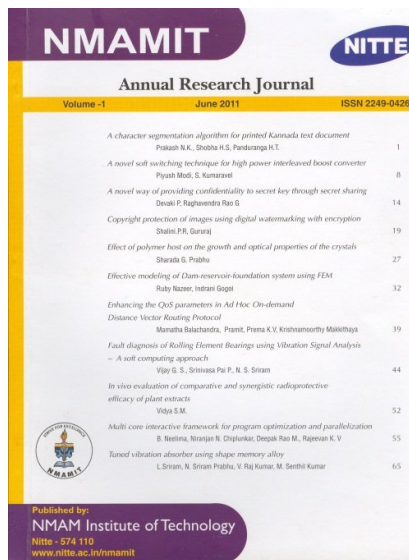 NMAMIT
NITTE
Annual Research Journal
Volume -1 June 2011 ISSN 2249-0426
A character segmentation algorithm for printed Kannada text document
Prakash N.K., Shobha H.S, Panduranga H.T. 1
A novel soft switching technique for high power interleaved boost converter
Piyush Modi, S. Kumaravel 8
A novel way of providing confidentiality to secret key through secret sharing
Devaki P, Raghavendra Rao G 14
Copyright protection of images using digital watermarking with encryption
Shalini.P.R, Gururaj 19
Effect of polymer host on the growth and optical properties of the crystals
Sharada G. Prabhu 27
Effective modeling of Dam-reservoir-foundation system using FEM
Ruby Nazeer, Indrani Gogoi 32
Enhancing the QoS parameters in Ad Hoc On-demand
Distance Vector Routing Protocol
Mamatha Balachandra, Pramit, Prema K.V, Krishnamoorthy Makkithaya 39
Fault diagnosis of Rolling Element Bearings using Vibration Signal Analysis
– A soft computing approach
Vijay G. S., Srinivasa Pai P., N. S. Sriram 44
In vivo evaluation of comparative and synergistic radioprotective
efficacy of plant extracts
Vidya S.M. 52
Multi core interactive framework for program optimization and parallelization
B. Neelima, Niranjan N. Chiplunkar, Deepak Rao M., Rajeevan K. V 55
Tuned vibration absorber using shape memory alloy
L.Sriram, N. Sriram Prabhu, V. Raj Kumar, M. Senthil Kumar 65
NMAMIT
Published by:
NMAM Institute of Technology
Nitte - 574 110
www.nitte.ac.in/nmamit